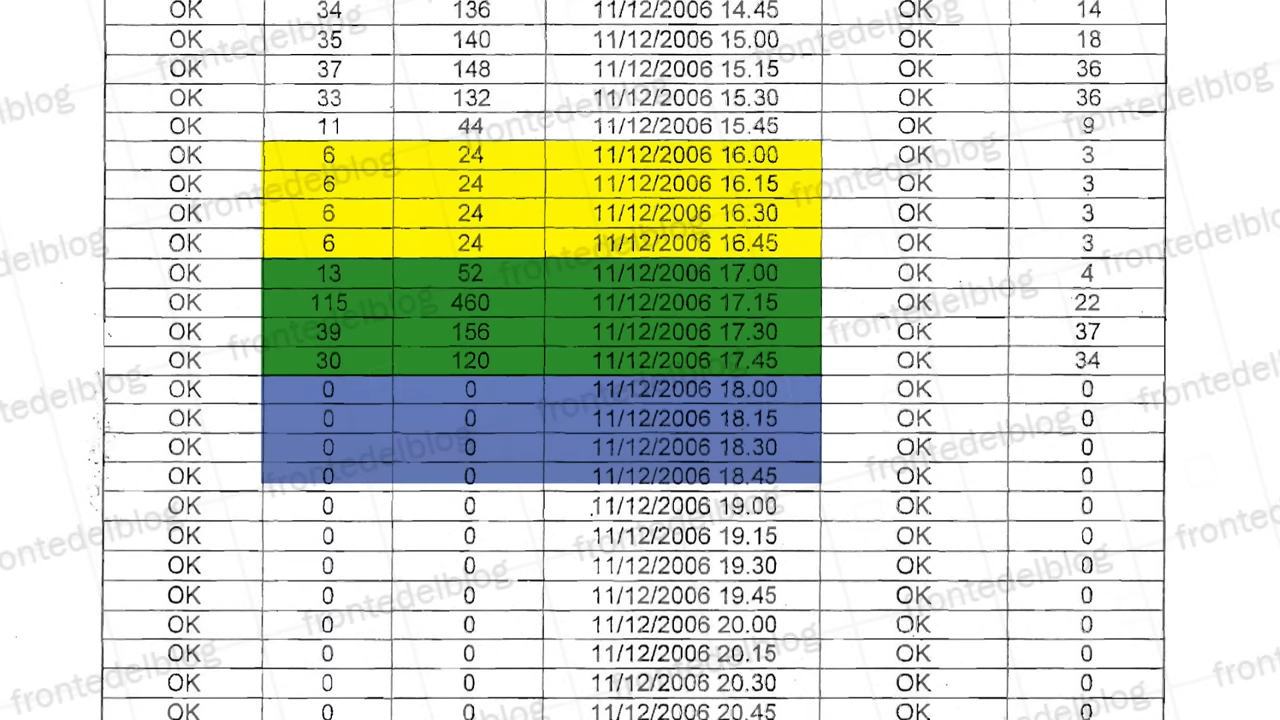 OK 34 136 11/12/2006 14.45 OK 14
OK 35 140 11/12/2006 15.00 OK 18
OK 37 148 11/12/2006 15.15 OK 36
OK 33 132 11/12/2006 15.30 OK 36
OK 11 44 11/12/2006 15.45 OK 9
OK 6 24 11/12/2006 16.00 OK 3
OK 6 24 11/12/2006 16.15 OK 3
OK 6 24 11/12/2006 16.30 OK 3
OK 6 24 11/12/2006 16.45 OK 3
OK 13 52 11/12/2006 17.00 OK 4
OK 115 460 11/12/2006 17.15 OK 22
OK 39 156 11/12/2006 17.30 OK 37
OK 30 120 11/12/2006 17.45 OK 34
OK 0 0 11/12/2006 18.00 OK 0
OK 0 0 11/12/2006 18.15 OK 0
OK 0 0 11/12/2006 18.30 OK 0
OK 0 0 11/12/2006 18.45 OK 0
OK 0 0 11/12/2006 19.00 OK 0
OK 0 0 11/12/2006 19.15 OK 0
OK 0 0 11/12/2006 19.30 OK 0
OK 0 0 11/12/2006 19.45 OK 0
OK 0 0 11/12/2006 20.00 OK 0
OK 0 0 11/12/2006 20.15 OK 0
OK 0 0 11/12/2006 20.30 OK 0
OK 0 0 11/12/2006 20.45 OK 0
frontedelblog